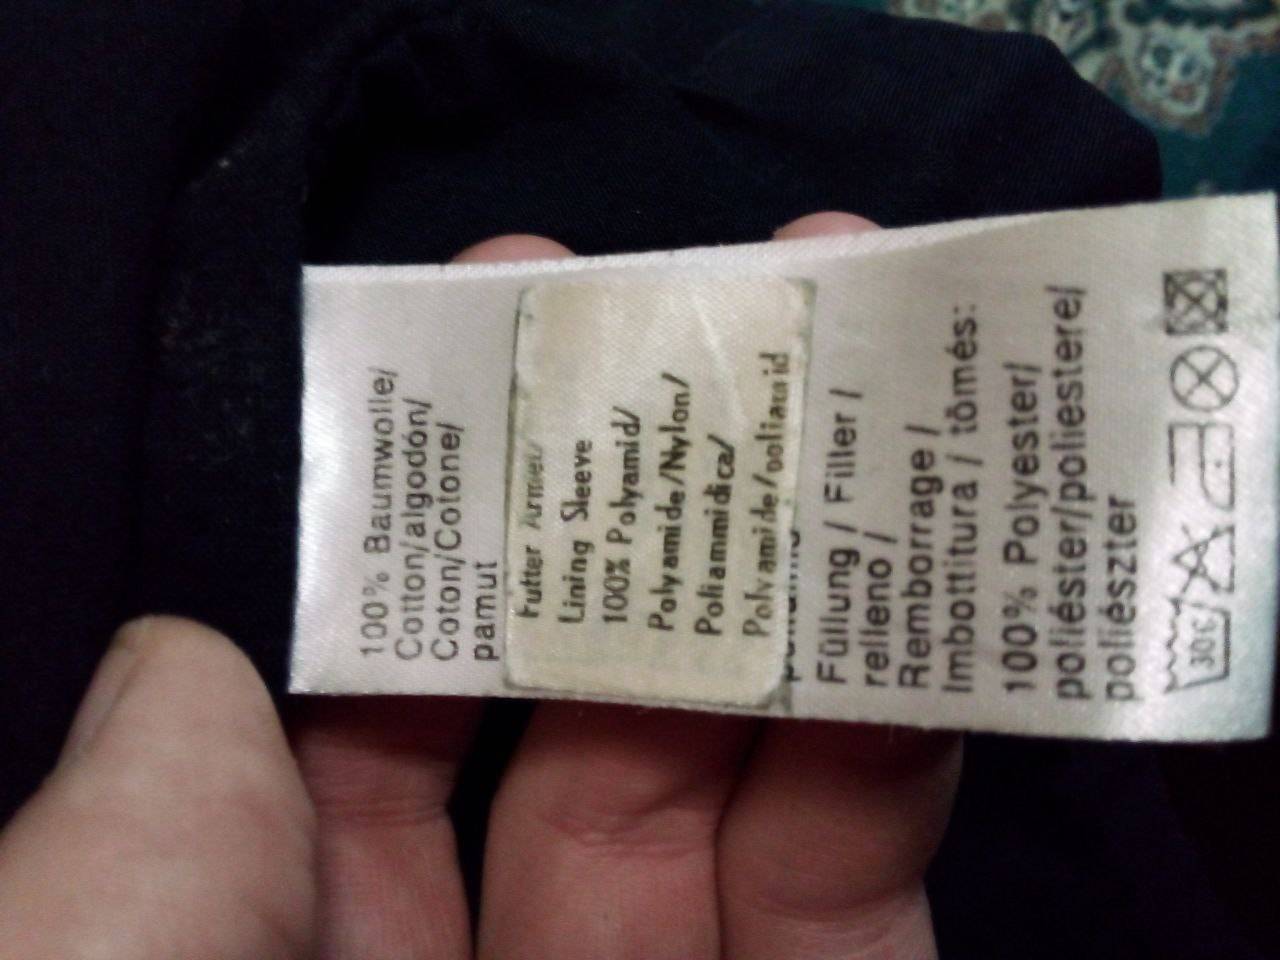 100% Baumwolle/
Cotton/algodón/
Coton/Cotone/
pamut
Futter Ärmel/
Lining Sleeve
100% Polyamid/
Polyamide/Nylon/
Poliammidica/
Polyamide/poliamid
Füllung / Filler /
relleno /
Remborrage /
Imbottitura / tömés:
100% Polyester/
poliéster/poliestere/
poliészter
30°C